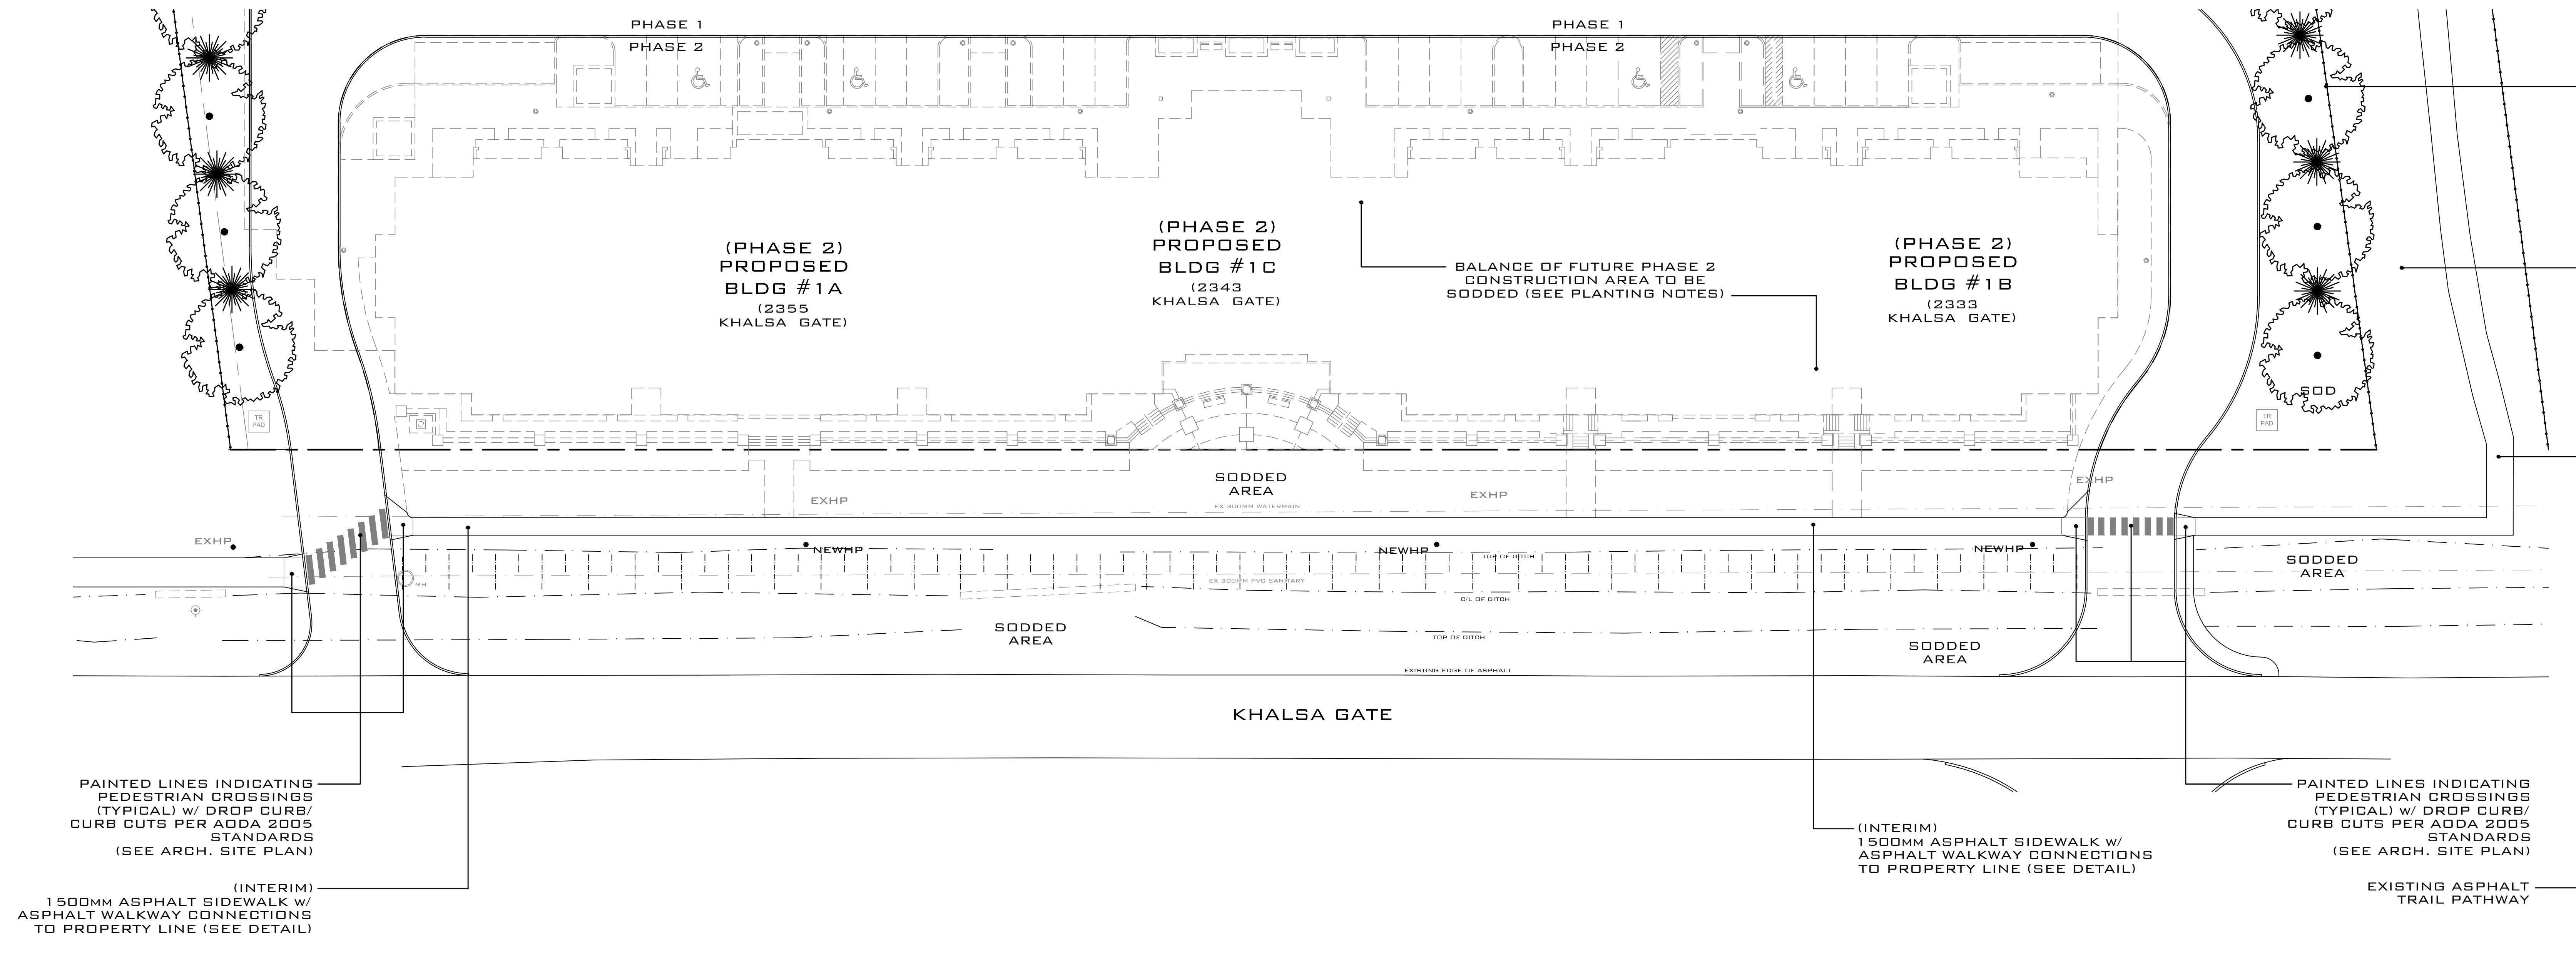 PHASE 1
PHASE 2
PHASE 1
PHASE 2
(PHASE 2)
PROPOSED
BLDG #1A
(2355
KHALSA GATE)
(PHASE 2)
PROPOSED
BLDG #1C
(2343
KHALSA GATE)
BALANCE OF FUTURE PHASE 2
CONSTRUCTION AREA TO BE
SODDED (SEE PLANTING NOTES)
(PHASE 2)
PROPOSED
BLDG #1B
(2333
KHALSA GATE)
SOD
TR
PAD
TR
PAD
SODDED
AREA
EXHP
EXHP
EXHP
EX 300MM WATERMAIN
EXHP
NEWHP
NEWHP
NEWHP
TOP OF DITCH
MH
EX 300MM PVC SANITARY
C/L OF DITCH
SODDED
AREA
SODDED
AREA
TOP OF DITCH
SODDED
AREA
EXISTING EDGE OF ASPHALT
KHALSA GATE
PAINTED LINES INDICATING
PEDESTRIAN CROSSINGS
(TYPICAL) w/ DROP CURB/
CURB CUTS PER AODA 2005
STANDARDS
(SEE ARCH. SITE PLAN)
(INTERIM)
1500MM ASPHALT SIDEWALK w/
ASPHALT WALKWAY CONNECTIONS
TO PROPERTY LINE (SEE DETAIL)
(INTERIM)
1500MM ASPHALT SIDEWALK w/
ASPHALT WALKWAY CONNECTIONS
TO PROPERTY LINE (SEE DETAIL)
PAINTED LINES INDICATING
PEDESTRIAN CROSSINGS
(TYPICAL) w/ DROP CURB/
CURB CUTS PER AODA 2005
STANDARDS
(SEE ARCH. SITE PLAN)
EXISTING ASPHALT
TRAIL PATHWAY